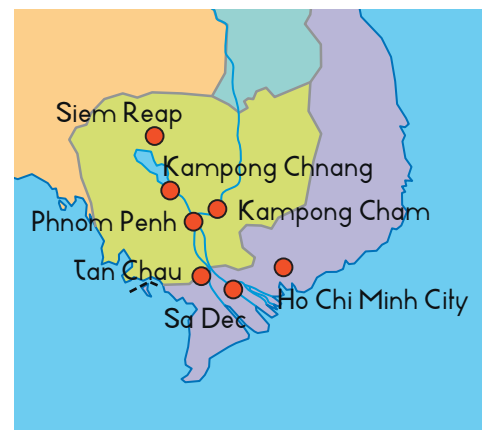 Siem Reap
Kampong Chnang
Phnom Penh
Kampong Cham
Tan Chau
Ho Chi Minh City
Sa Dec